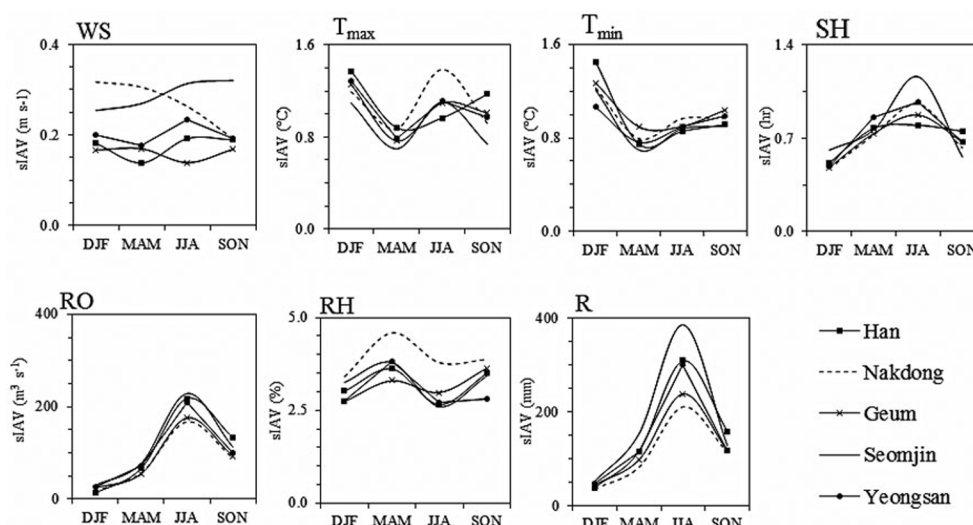 WS
0.4
0.2
0.0
sIAV (m s-1)
DJF MAM JJA SON
Tmax
1.6
0.8
0.0
sIAV (°C)
DJF MAM JJA SON
Tmin
1.6
0.8
0.0
sIAV (°C)
DJF MAM JJA SON
SH
1.4
0.7
0.0
sIAV (hr)
DJF MAM JJA SON
RO
400
200
0
sIAV (m³ s⁻¹)
DJF MAM JJA SON
RH
5.0
2.5
0.0
sIAV (%)
DJF MAM JJA SON
R
400
200
0
sIAV (mm)
DJF MAM JJA SON
Han
Nakdong
Geum
Seomjin
Yeongsan